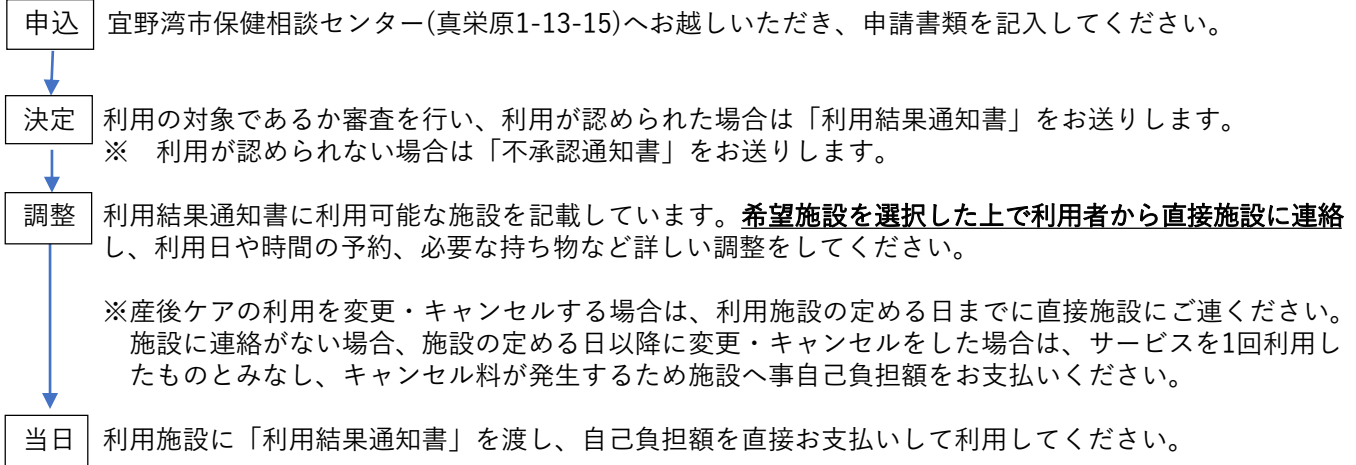 申込 宜野湾市保健相談センター(真栄原1-13-15)へお越しいただき、申請書類を記入してください。
決定 利用の対象であるか審査を行い、利用が認められた場合は「利用結果通知書」をお送りします。
※ 利用が認められない場合は「不承認通知書」をお送りします。
調整 利用結果通知書に利用可能な施設を記載しています。希望施設を選択した上で利用者から直接施設に連絡
し、利用日や時間の予約、必要な持ち物など詳しい調整をしてください。
※産後ケアの利用を変更・キャンセルする場合は、利用施設の定める日までに直接施設にご連ください。
施設に連絡がない場合、施設の定める日以降に変更・キャンセルをした場合は、サービスを1回利用し
たものとみなし、キャンセル料が発生するため施設へ事自己負担額をお支払いください。
当日 利用施設に「利用結果通知書」を渡し、自己負担額を直接お支払いして利用してください。